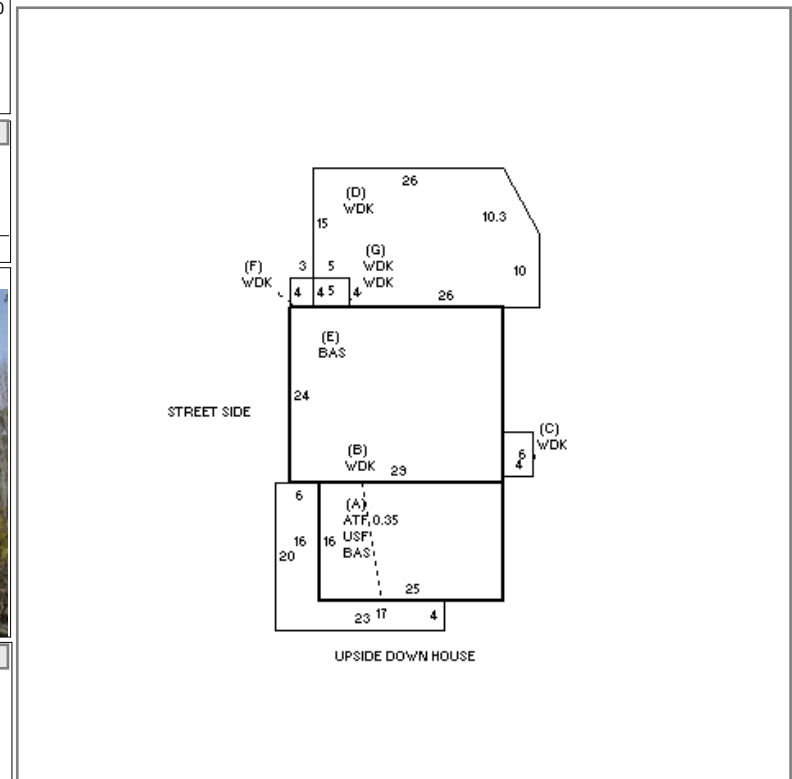 26
(D)
WDK
10.3
15
(G)
WDK
WDK
3 5
(F)
WDK
10
4 4 5 4
26
(E)
BAS
24
STREET SIDE
(C)
WDK
(B)
WDK
29
6
4
6
(A)
ATF,0.35
USF
BAS
16 16
20
25
23 17 4
UPSIDE DOWN HOUSE